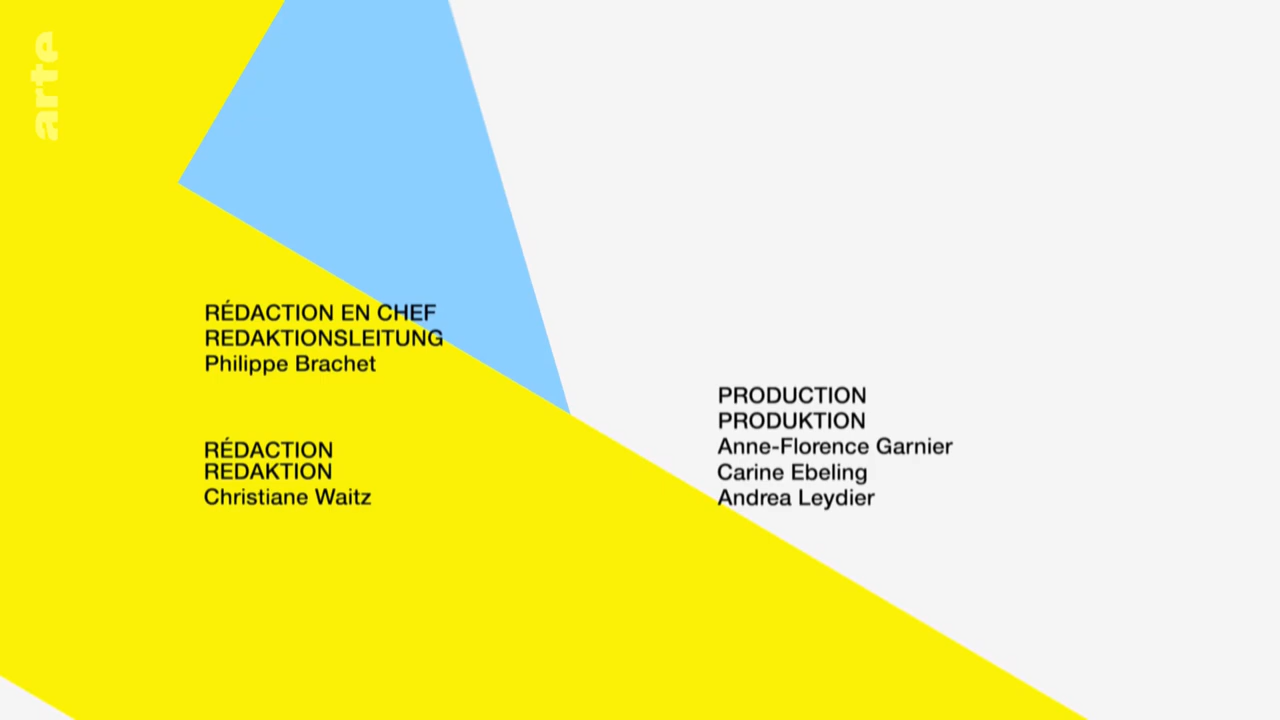 arte
RÉDACTION EN CHEF
REDAKTIONSLEITUNG
Philippe Brachet
RÉDACTION
REDAKTION
Christiane Waitz
PRODUCTION
PRODUKTION
Anne-Florence Garnier
Carine Ebeling
Andrea Leydier